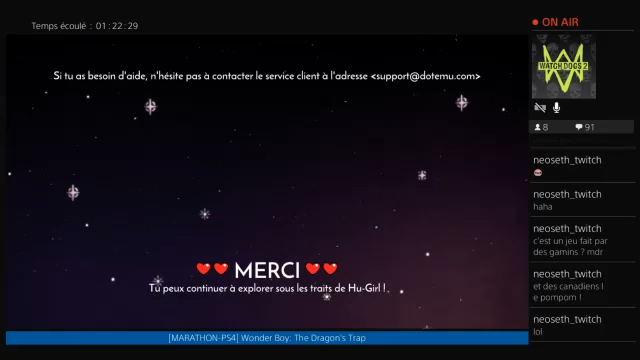 Temps écoulé : 01:22:29
ON AIR
Si tu as besoin d'aide, n'hésite pas à contacter le service client à l'adresse <support@dotemu.com>
WATCH DOGS 2
8 91
neoseth_twitch
neoseth_twitch
haha
neoseth_twitch
c'est un jeu fait par
des gamins ? mdr
neoseth_twitch
et des canadiens l
e pomporn !
neoseth_twitch
lol
MERCI
Tu peux continuer à explorer sous les traits de Hu-Girl !
[MARATHON-PS4] Wonder Boy: The Dragon's Trap